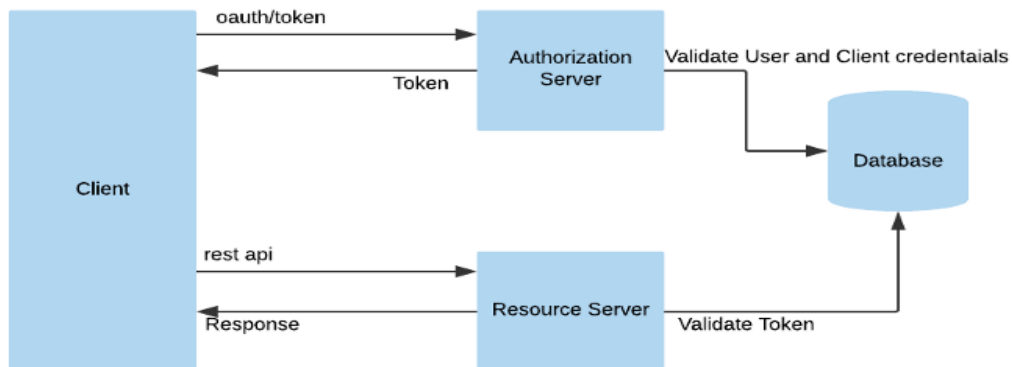 oauth/token
Authorization
Server
Validate User and Client credentaials
Token
Database
Client
rest api
Resource Server
Response
Validate Token